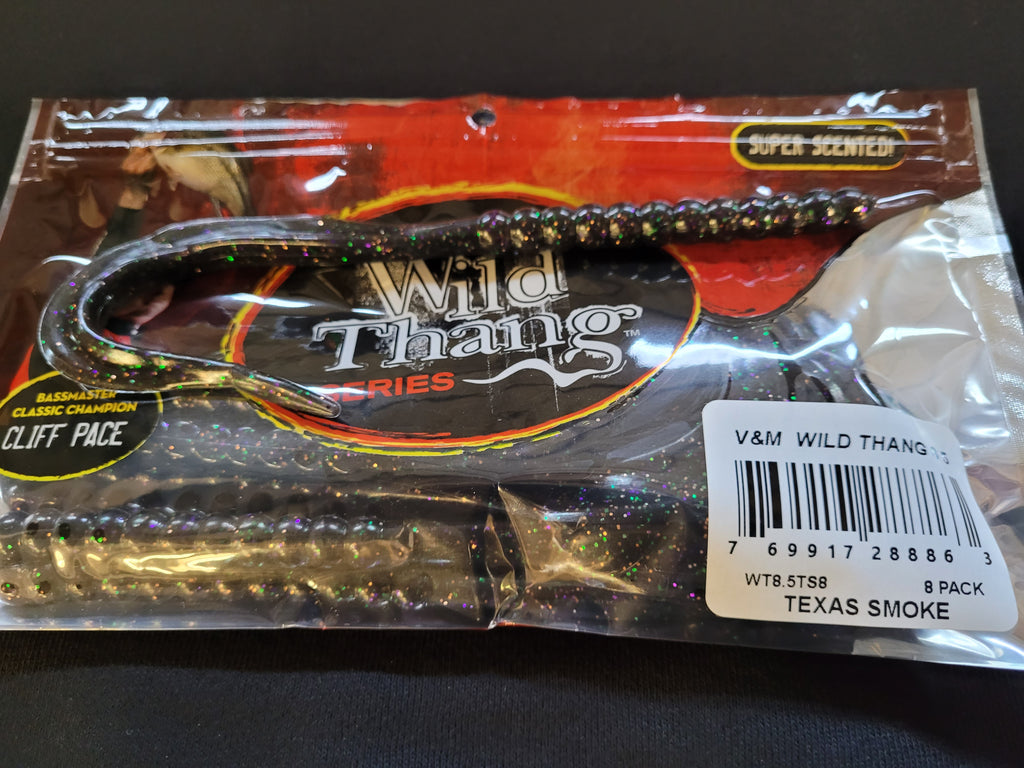 SUPER SCENTED!
Wild
Thang™
SERIES
BASSMASTER
CLASSIC CHAMPION
CLIFF PACE
V&M WILD THANG
7 69917 28886 3
WT8.5TS8 8 PACK
TEXAS SMOKE